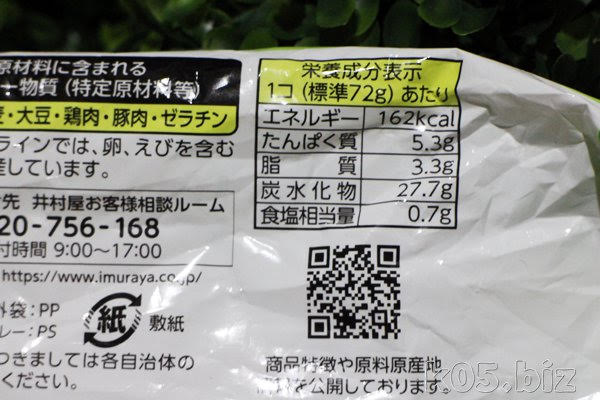 原材料に含まれる
物質(特定原材料等)
・大豆・鶏肉・豚肉・ゼラチン
ラインでは、卵、えびを含む
産しています。
先 井村屋お客様相談ルーム
20-756-168
付時間 9:00〜17:00
https://www.imuraya.co.jp/
外袋:PP
レー:PS
紙
敷紙
つきましては各自治体の
ください。
栄養成分表示
1コ(標準72g)あたり
エネルギー 162kcal
たんぱく質 5.3g
脂質 3.3g
炭水化物 27.7g
食塩相当量 0.7g
商品特徴や原料原産地
を公開しております。
k05.biz